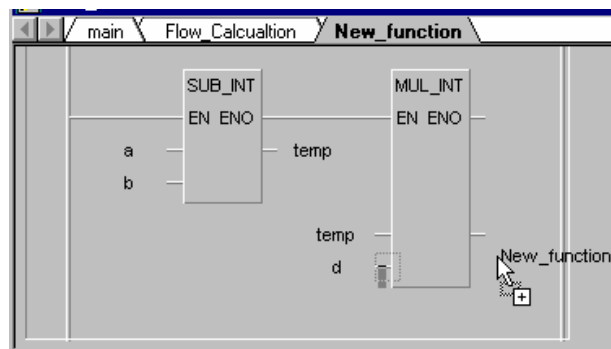 main Flow_Calcualtion New_function
SUB_INT MUL_INT
EN ENO EN ENO
a temp
b
temp
New_function
d